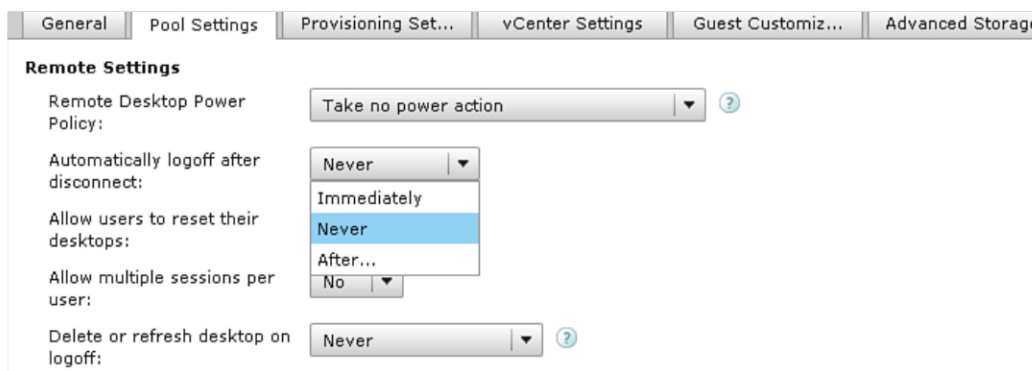 General Pool Settings Provisioning Set... vCenter Settings Guest Customiz... Advanced Storage
Remote Settings
Remote Desktop Power
Policy:
Take no power action
?
Automatically logoff after
disconnect:
Never
Immediately
Never
After...
Allow users to reset their
desktops:
Allow multiple sessions per
user:
No
Delete or refresh desktop on
logoff:
Never
?